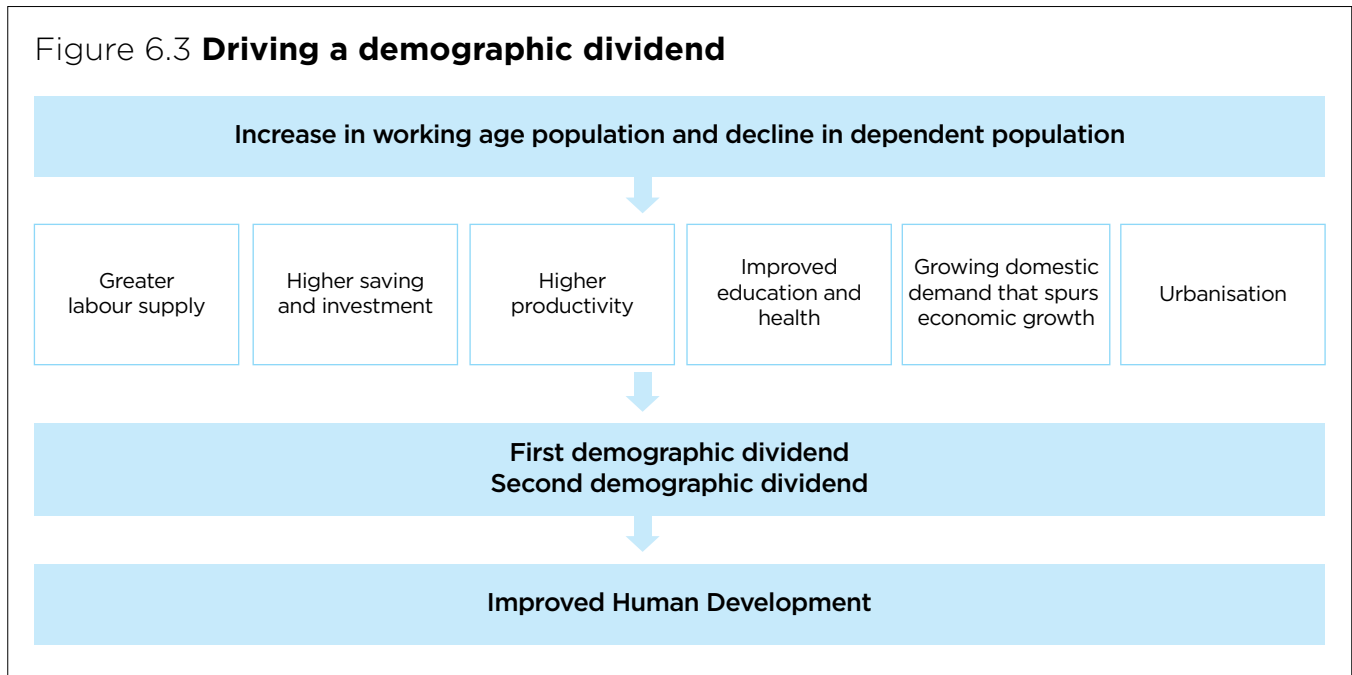 Figure 6.3 Driving a demographic dividend
Increase in working age population and decline in dependent population
Greater
labour supply
Higher saving
and investment
Higher
productivity
Improved
education and
health
Growing domestic
demand that spurs
economic growth
Urbanisation
First demographic dividend
Second demographic dividend
Improved Human Development